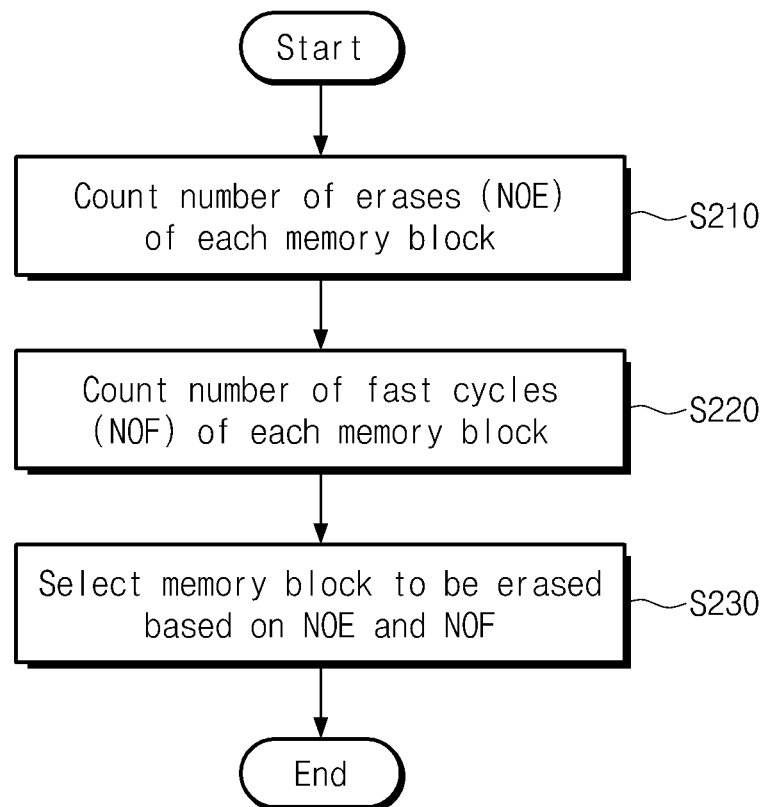 Start
Count number of erases (NOE)
of each memory block
S210
Count number of fast cycles
(NOF) of each memory block
S220
Select memory block to be erased
based on NOE and NOF
S230
End